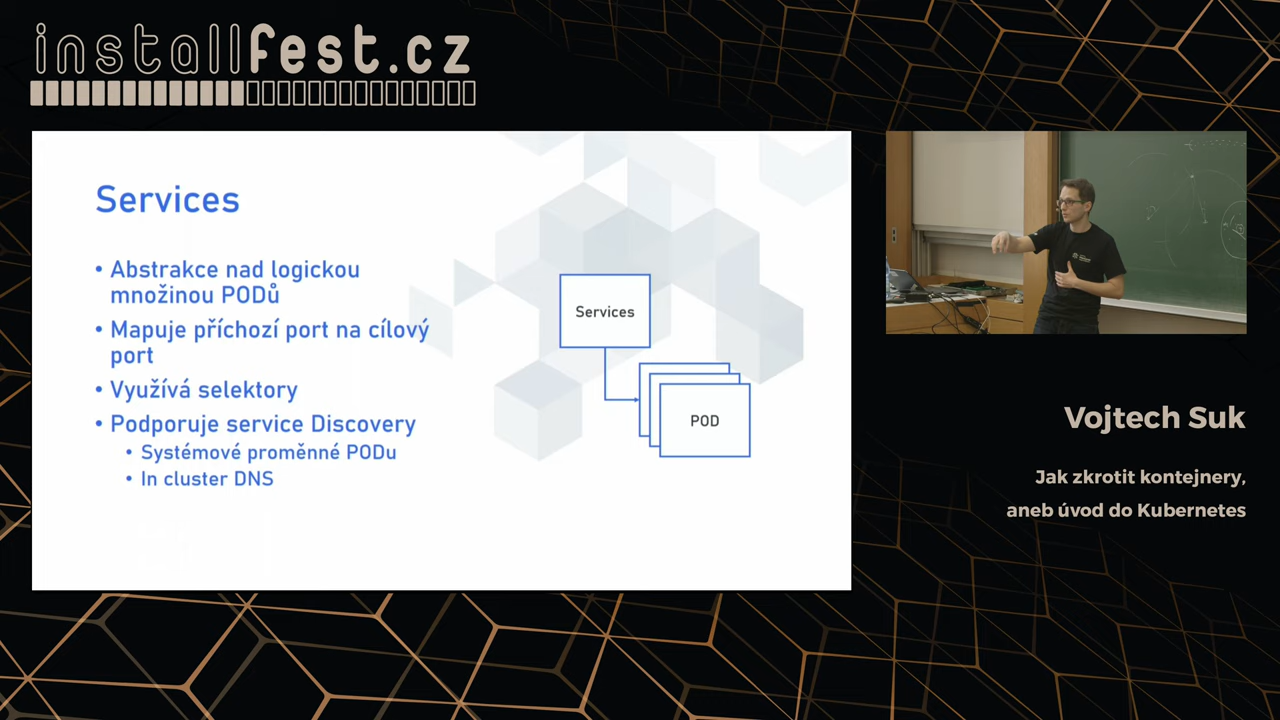 installfest.cz
Services
• Abstrakce nad logickou
množinou PODů
• Mapuje příchozí port na cílový
port
• Využívá selektory
• Podporuje service Discovery
• Systémové proměnné PODu
• In cluster DNS
Services
POD
Vojtech Suk
Jak zkrotit kontejnery,
aneb úvod do Kubernetes